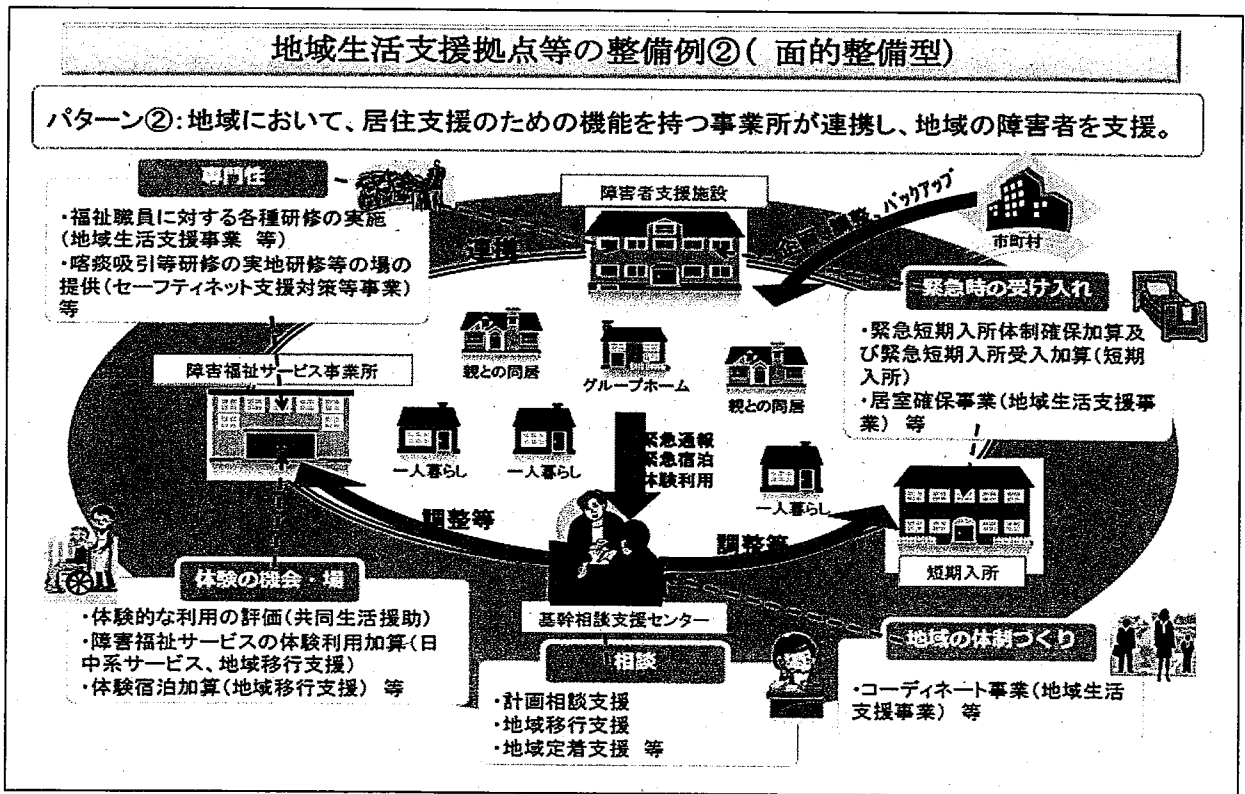 地域生活支援拠点等の整備例②( 面的整備型)
パターン②:地域において、居住支援のための機能を持つ事業所が連携し、地域の障害者を支援。
専門性
・福祉職員に対する各種研修の実施
(地域生活支援事業 等)
・喀痰吸引等研修の実地研修等の場の
提供(セーフティネット支援対策等事業)
等
障害者支援施設
連携
バックアップ
市町村
緊急時の受け入れ
・緊急短期入所体制確保加算及
び緊急短期入所受入加算(短期
入所)
・居室確保事業(地域生活支援事
業) 等
障害福祉サービス事業所
親との同居
グループホーム
親との同居
一人暮らし
一人暮らし
緊急通報
緊急宿泊
体験利用
一人暮らし
調整等
調整等
短期入所
体験の機会・場
・体験的な利用の評価(共同生活援助)
・障害福祉サービスの体験利用加算(日
中系サービス、地域移行支援)
・体験宿泊加算(地域移行支援) 等
基幹相談支援センター
相談
・計画相談支援
・地域移行支援
・地域定着支援 等
地域の体制づくり
・コーディネート事業(地域生活
支援事業) 等